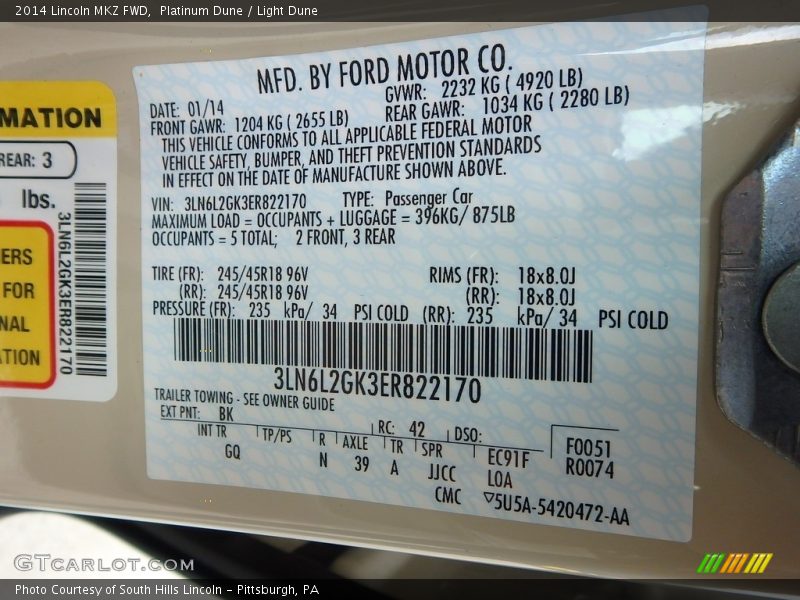 2014 Lincoln MKZ FWD, Platinum Dune / Light Dune
MATION
REAR: 3
lbs.
3LN6L2GK3ER822170
ERS
FOR
NAL
ATION
MFD. BY FORD MOTOR CO.
DATE: 01/14
GVWR: 2232 KG ( 4920 LB)
FRONT GAWR: 1204 KG ( 2655 LB)
REAR GAWR: 1034 KG ( 2280 LB)
THIS VEHICLE CONFORMS TO ALL APPLICABLE FEDERAL MOTOR
VEHICLE SAFETY, BUMPER, AND THEFT PREVENTION STANDARDS
IN EFFECT ON THE DATE OF MANUFACTURE SHOWN ABOVE.
VIN: 3LN6L2GK3ER822170 TYPE: Passenger Car
MAXIMUM LOAD = OCCUPANTS + LUGGAGE = 396KG/ 875LB
OCCUPANTS = 5 TOTAL; 2 FRONT, 3 REAR
TIRE (FR): 245/45R18 96V RIMS (FR): 18x8.0J
(RR): 245/45R18 96V (RR): 18x8.0J
PRESSURE (FR): 235 kPa/ 34 PSI COLD (RR): 235 kPa/ 34 PSI COLD
3LN6L2GK3ER822170
TRAILER TOWING - SEE OWNER GUIDE
EXT PNT: BK RC: 42 DSO:
INT TR TP/PS R AXLE TR SPR EC91F F0051
GQ N 39 A JJCC LOA R0074
CMC ▽5U5A-5420472-AA
GTCARLOT.COM
Photo Courtesy of South Hills Lincoln - Pittsburgh, PA